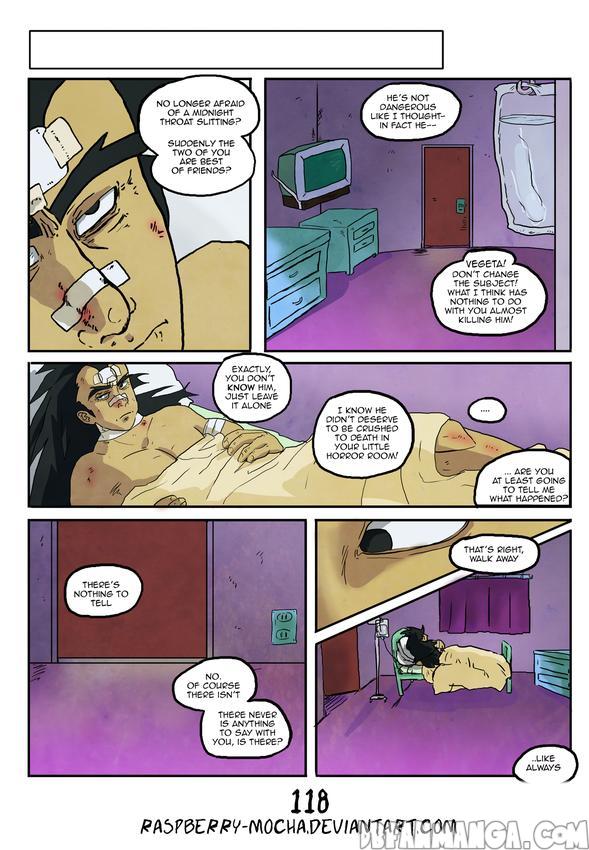 NO LONGER AFRAID
OF A MIDNIGHT
THROAT SLITTING?
SUDDENLY THE
TWO OF YOU
ARE BEST
OF FRIENDS?
HE'S NOT
DANGEROUS
LIKE I THOUGHT-
IN FACT HE--
VEGETA!
DON'T CHANGE
THE SUBJECT!
WHAT I THINK HAS
NOTHING TO DO
WITH YOU ALMOST
KILLING HIM!
EXACTLY,
YOU DON'T
KNOW HIM,
JUST LEAVE
IT ALONE
I KNOW HE
DIDN'T DESERVE
TO BE CRUSHED
TO DEATH IN
YOUR LITTLE
HORROR ROOM!
....
... ARE YOU
AT LEAST GOING
TO TELL ME
WHAT HAPPENED?
THERE'S
NOTHING TO
TELL
NO.
OF COURSE
THERE ISN'T
THERE NEVER
IS ANYTHING
TO SAY WITH
YOU, IS THERE?
THAT'S RIGHT,
WALK AWAY
..LIKE
ALWAYS
118
RASPBERRY-MOCHA.DEVIANTART.COM
DBFANMANGA.COM